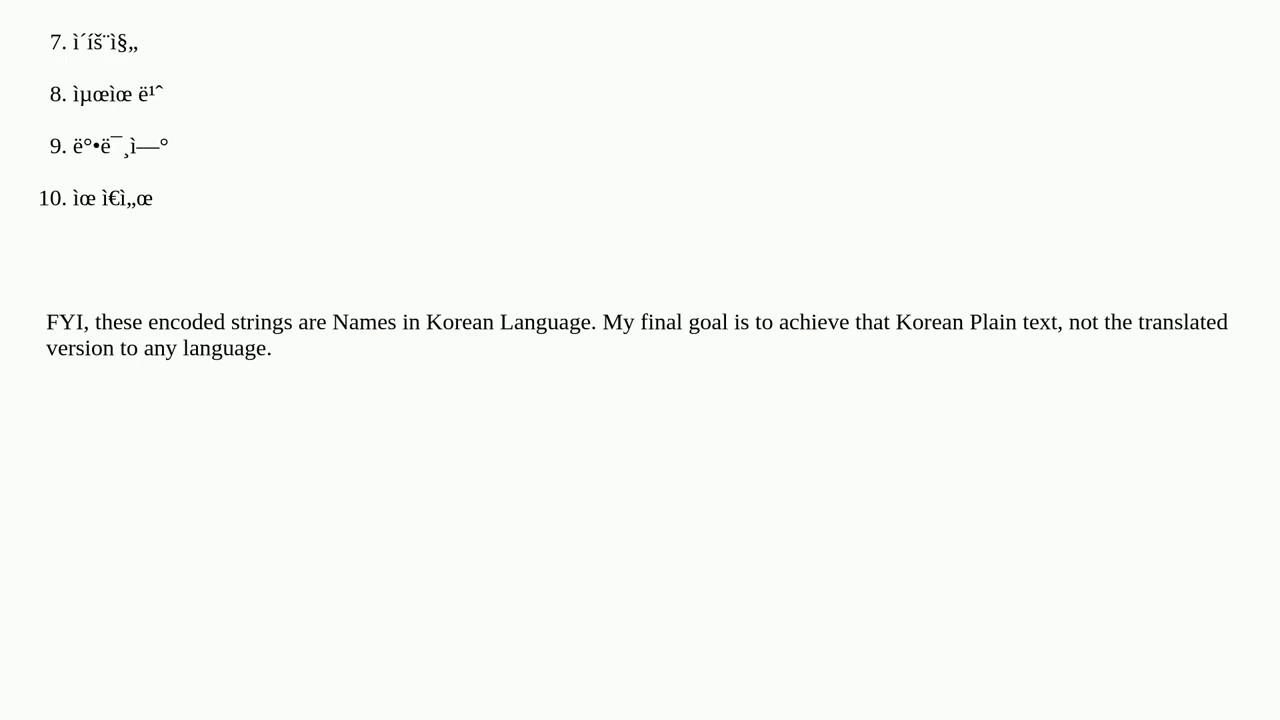 7. ì´íš¨ì§„
8. ìµœìœ ë¹ˆ
9. ë°•ë¯¸ì—°
10. ìœ ì€ì„œ
FYI, these encoded strings are Names in Korean Language. My final goal is to achieve that Korean Plain text, not the translated
version to any language.